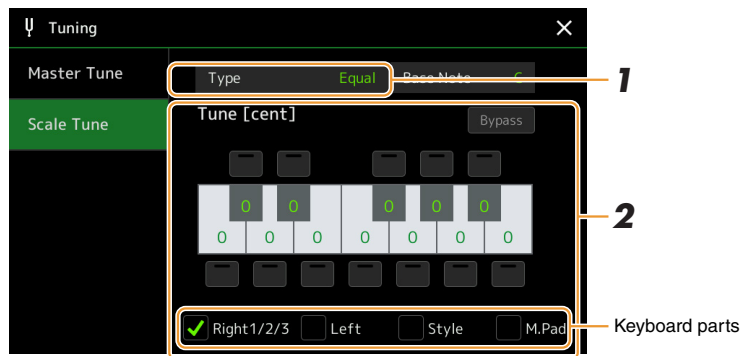 Tuning
Master Tune
Type Equal Base Note C
1
Scale Tune
Tune [cent]
Bypass
0 0 0 0 0
0 0 0 0 0 0 0
2
Right1/2/3 Left Style M.Pad
Keyboard parts